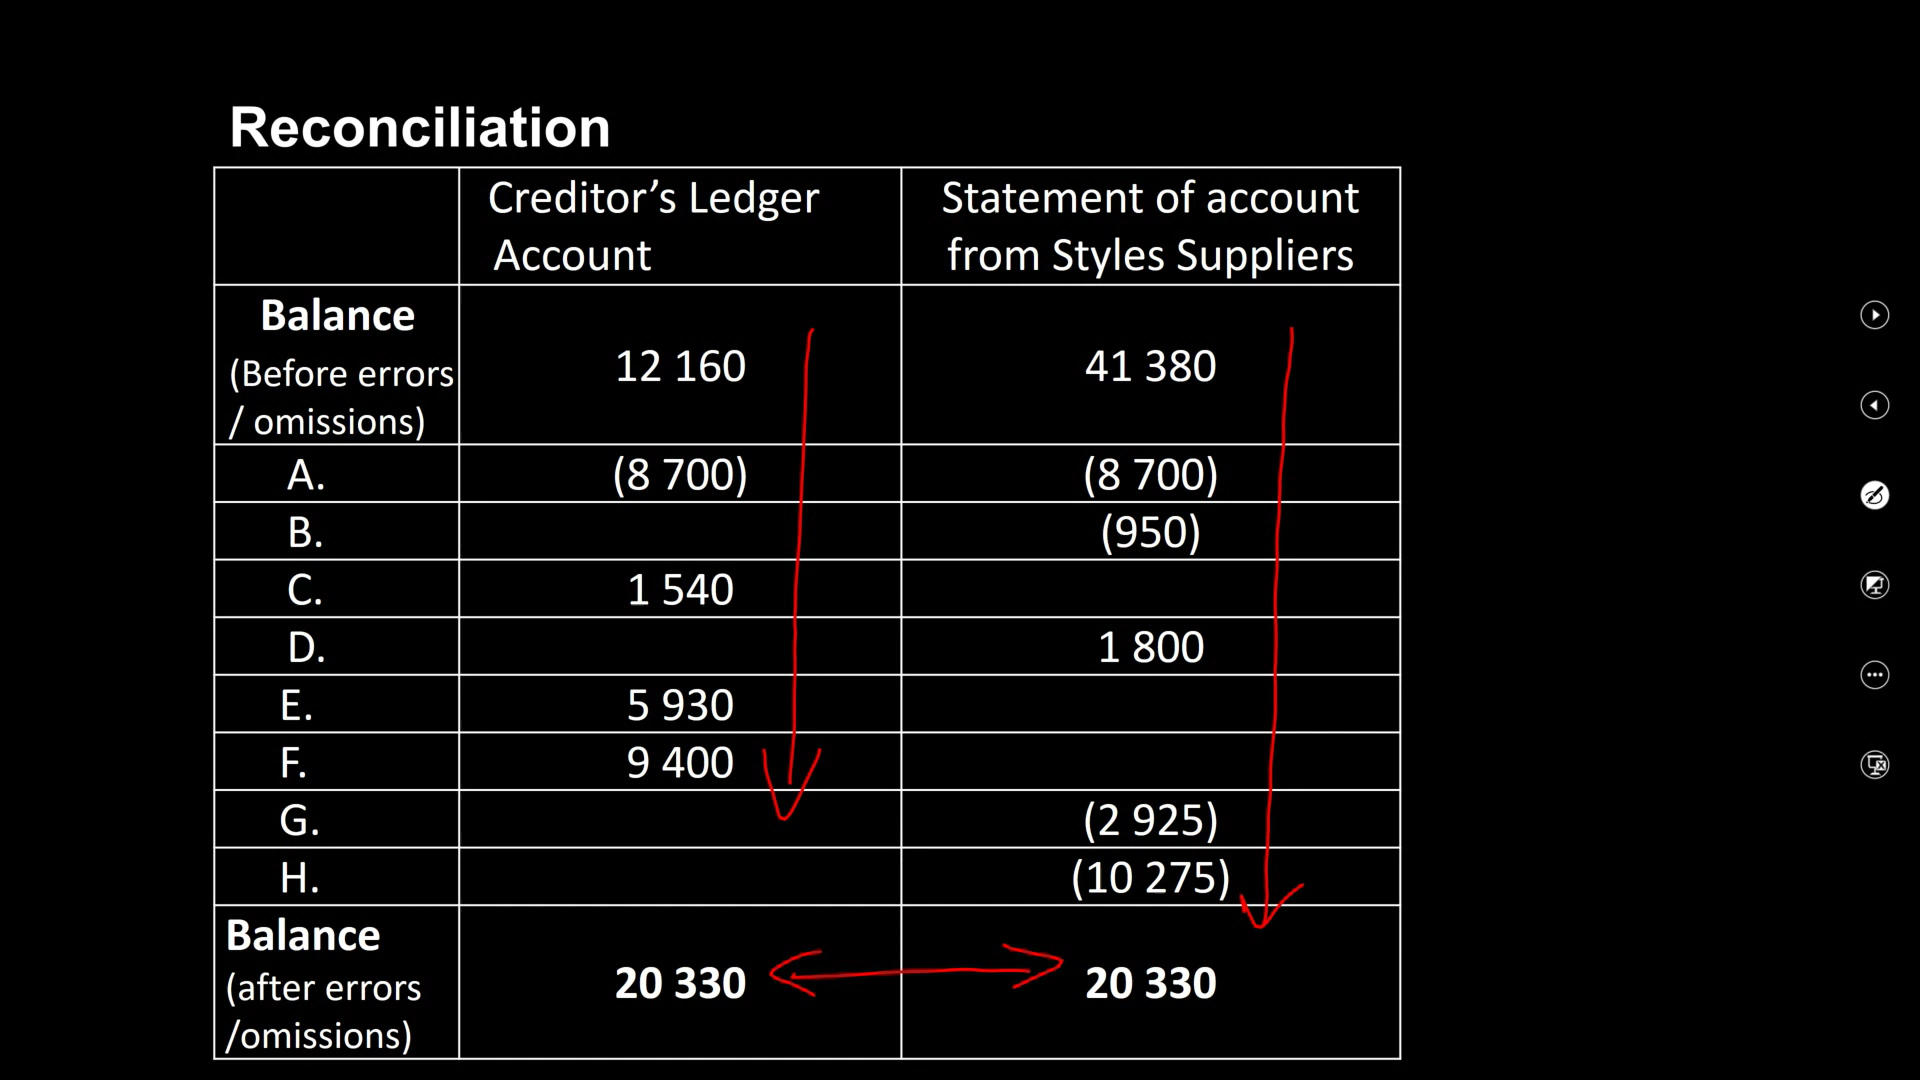 Reconciliation
Creditor’s Ledger
Account
Statement of account
from Styles Suppliers
Balance
(Before errors
/ omissions)
12 160
41 380
A.
(8 700)
(8 700)
B.
(950)
C.
1 540
D.
1 800
E.
5 930
F.
9 400
G.
(2 925)
H.
(10 275)
Balance
(after errors
/omissions)
20 330
20 330